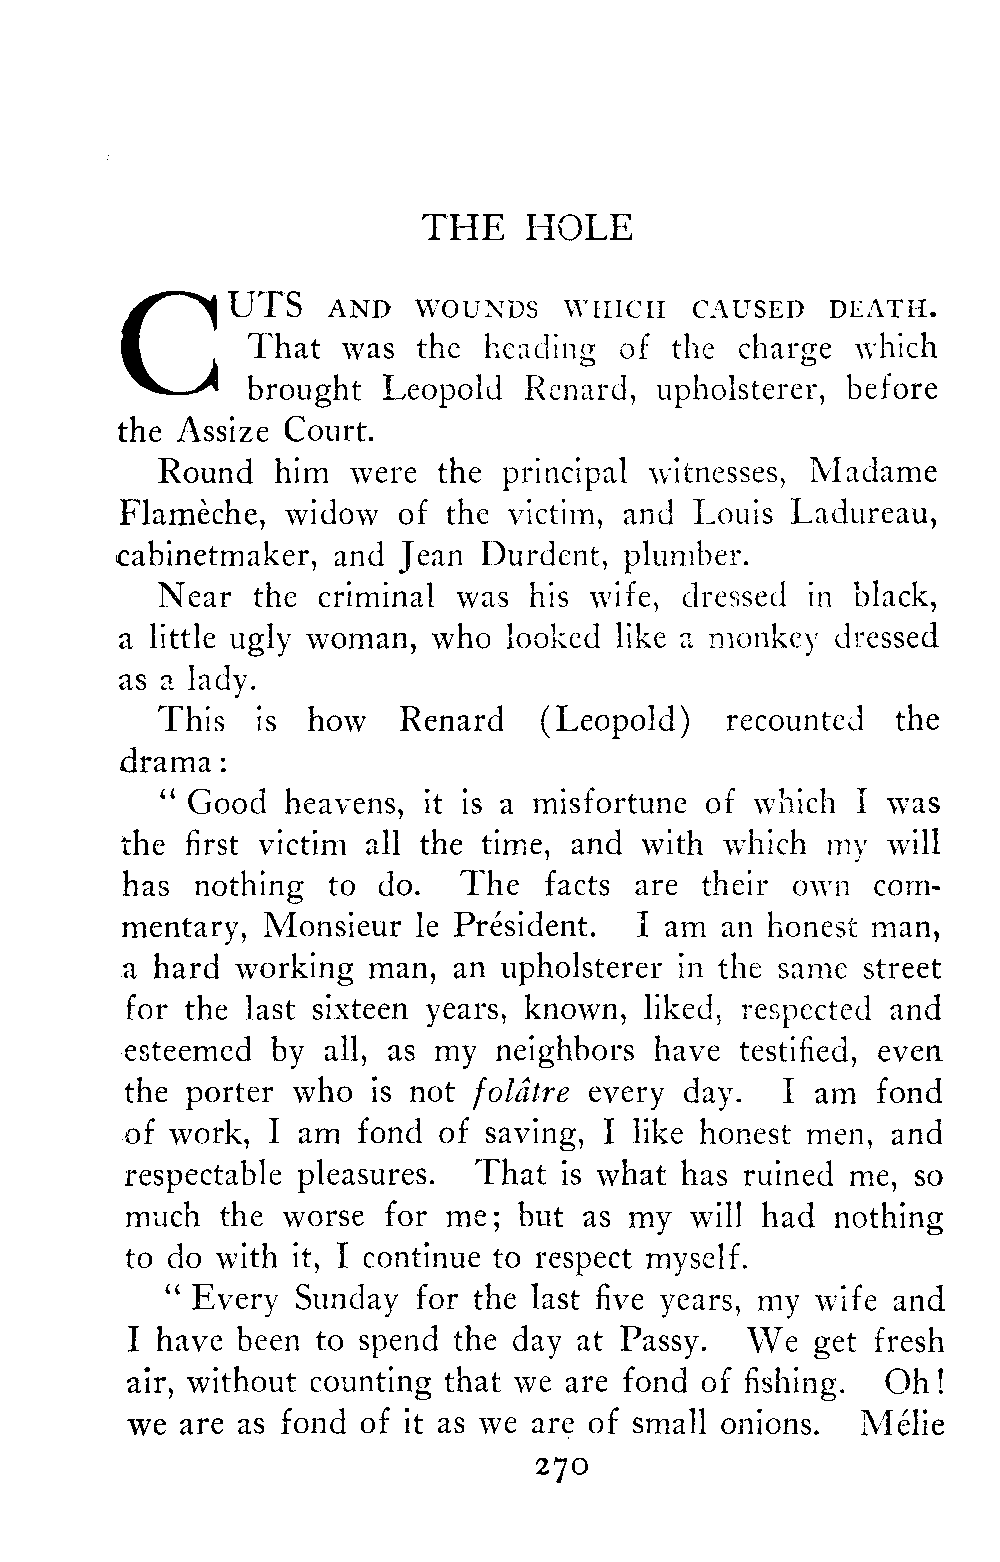 THE HOLE
CUTS AND WOUNDS WHICH CAUSED DEATH.
That was the heading of the charge which
brought Leopold Renard, upholsterer, before
the Assize Court.
Round him were the principal witnesses, Madame
Flamèche, widow of the victim, and Louis Ladureau,
cabinetmaker, and Jean Durdent, plumber.
Near the criminal was his wife, dressed in black,
a little ugly woman, who looked like a monkey dressed
as a lady.
This is how Renard (Leopold) recounted the
drama:
“Good heavens, it is a misfortune of which I was
the first victim all the time, and with which my will
has nothing to do. The facts are their own com-
mentary, Monsieur le Président. I am an honest man,
a hard working man, an upholsterer in the same street
for the last sixteen years, known, liked, respected and
esteemed by all, as my neighbors have testified, even
the porter who is not folâtre every day. I am fond
of work, I am fond of saving, I like honest men, and
respectable pleasures. That is what has ruined me, so
much the worse for me; but as my will had nothing
to do with it, I continue to respect myself.
“Every Sunday for the last five years, my wife and
I have been to spend the day at Passy. We get fresh
air, without counting that we are fond of fishing. Oh!
we are as fond of it as we are of small onions. Mélie
270